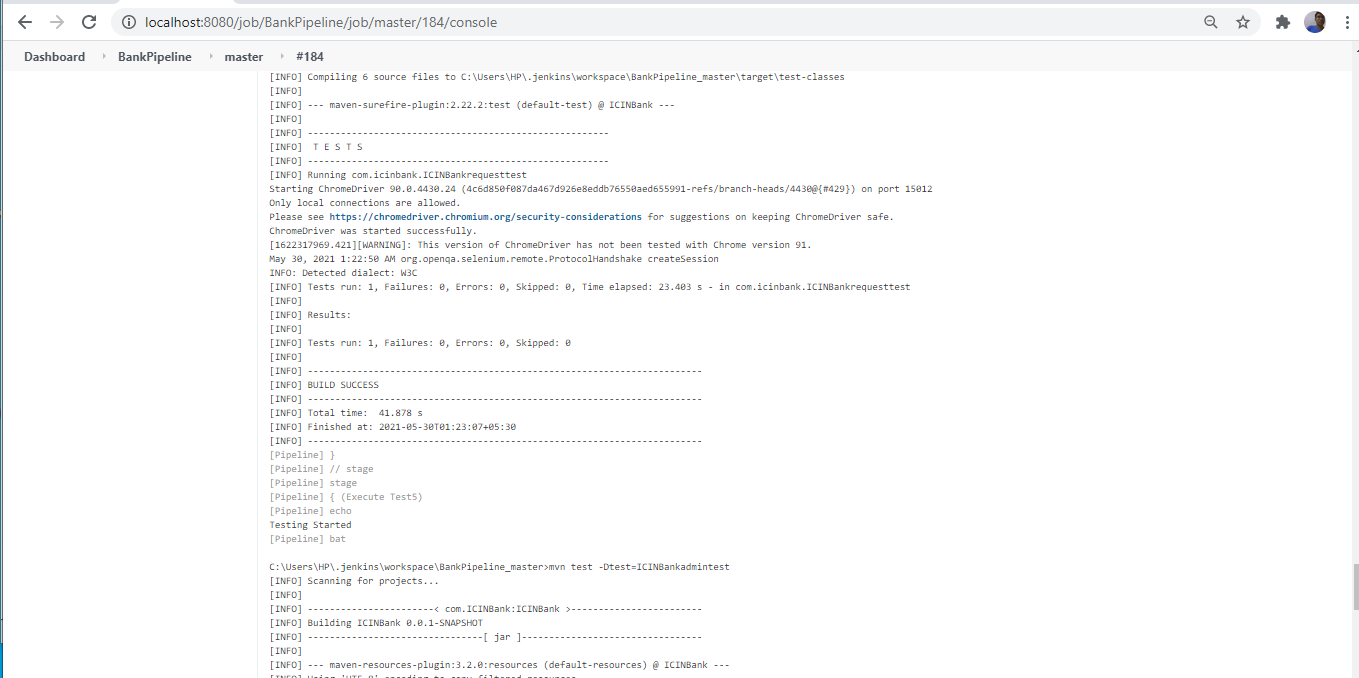 localhost:8080/job/BankPipeline/job/master/184/console
Dashboard BankPipeline master #184
[INFO] Compiling 6 source files to C:\Users\HP\.jenkins\workspace\BankPipeline_master\target\test-classes
[INFO]
[INFO] --- maven-surefire-plugin:2.22.2:test (default-test) @ ICINBank ---
[INFO]
[INFO] -------------------------------------------------------
[INFO]  T E S T S
[INFO] -------------------------------------------------------
[INFO] Running com.icinbank.ICINBankrequesttest
Starting ChromeDriver 90.0.4430.24 (4c6d850f087da467d926e8eddb76550aed655991-refs/branch-heads/4430@{#429}) on port 15012
Only local connections are allowed.
Please see https://chromedriver.chromium.org/security-considerations for suggestions on keeping ChromeDriver safe.
ChromeDriver was started successfully.
[1622317969.421][WARNING]: This version of ChromeDriver has not been tested with Chrome version 91.
May 30, 2021 1:22:50 AM org.openqa.selenium.remote.ProtocolHandshake createSession
INFO: Detected dialect: W3C
[INFO] Tests run: 1, Failures: 0, Errors: 0, Skipped: 0, Time elapsed: 23.403 s - in com.icinbank.ICINBankrequesttest
[INFO]
[INFO] Results:
[INFO]
[INFO] Tests run: 1, Failures: 0, Errors: 0, Skipped: 0
[INFO]
[INFO] ------------------------------------------------------------------------
[INFO] BUILD SUCCESS
[INFO] ------------------------------------------------------------------------
[INFO] Total time:  41.878 s
[INFO] Finished at: 2021-05-30T01:23:07+05:30
[INFO] ------------------------------------------------------------------------
[Pipeline] }
[Pipeline] // stage
[Pipeline] stage
[Pipeline] { (Execute Test5)
[Pipeline] echo
Testing Started
[Pipeline] bat
C:\Users\HP\.jenkins\workspace\BankPipeline_master>mvn test -Dtest=ICINBankadmintest
[INFO] Scanning for projects...
[INFO]
[INFO] -----------------------< com.ICINBank:ICINBank >------------------------
[INFO] Building ICINBank 0.0.1-SNAPSHOT
[INFO] --------------------------------[ jar ]---------------------------------
[INFO]
[INFO] --- maven-resources-plugin:3.2.0:resources (default-resources) @ ICINBank ---
[INFO] Using 'UTF-8' encoding to copy filtered resources.